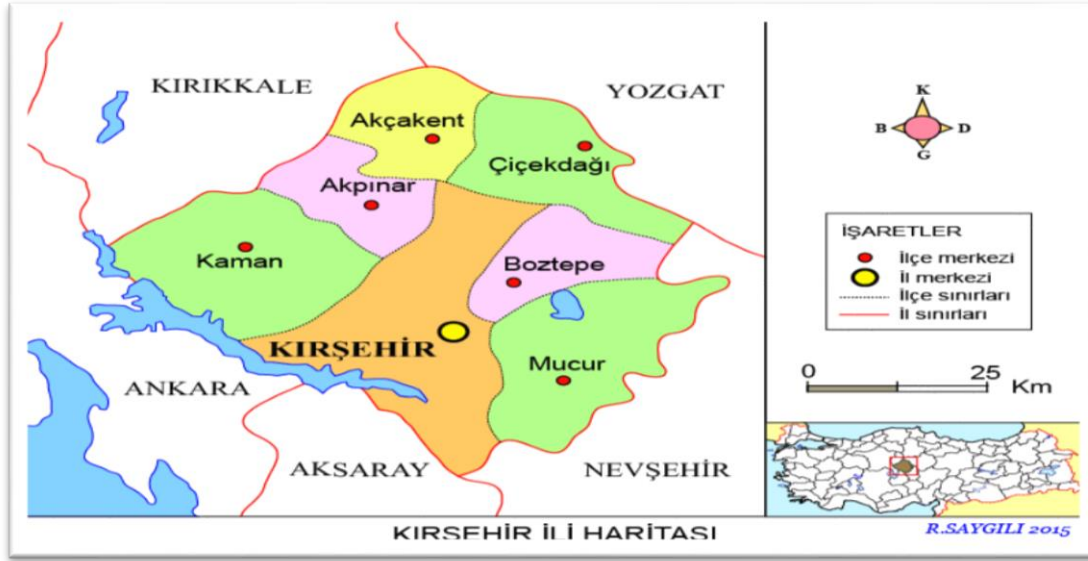 KIRIKKALE
YOZGAT
Akçakent
Çiçekdağı
Akpınar
Kaman
Boztepe
KIRŞEHİR
Mucur
ANKARA
AKSARAY
NEVŞEHİR
K
B D
G
İŞARETLER
İlçe merkezi
İl merkezi
İlçe sınırları
İl sınırları
0 25 Km
KIRŞEHİR İLİ HARİTASI
R.SAYGILI 2015